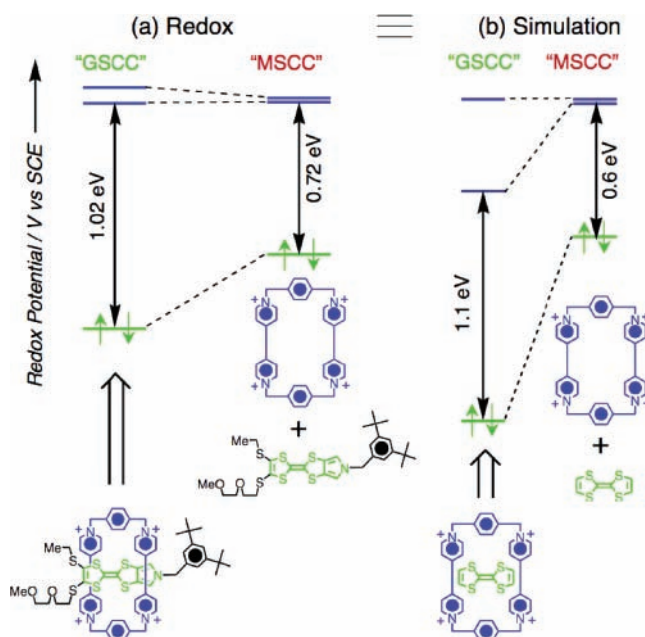 (a) Redox
(b) Simulation
"GSCC"
"MSCC"
"GSCC"
"MSCC"
Redox Potential / V vs SCE
1.02 eV
0.72 eV
1.1 eV
0.6 eV
+
+
N
N
+
+
N
N
+
+
+
N
N
+
+
N
N
+
+
MeS
S
S
S
MeO
O
O
S
S
S
N
+
S
S
S
S
+
N
N
+
Me
S
S
S
N
MeO
O
O
S
S
S
+
N
N
+
+
N
N
+
S
S
S
S
+
N
N
+